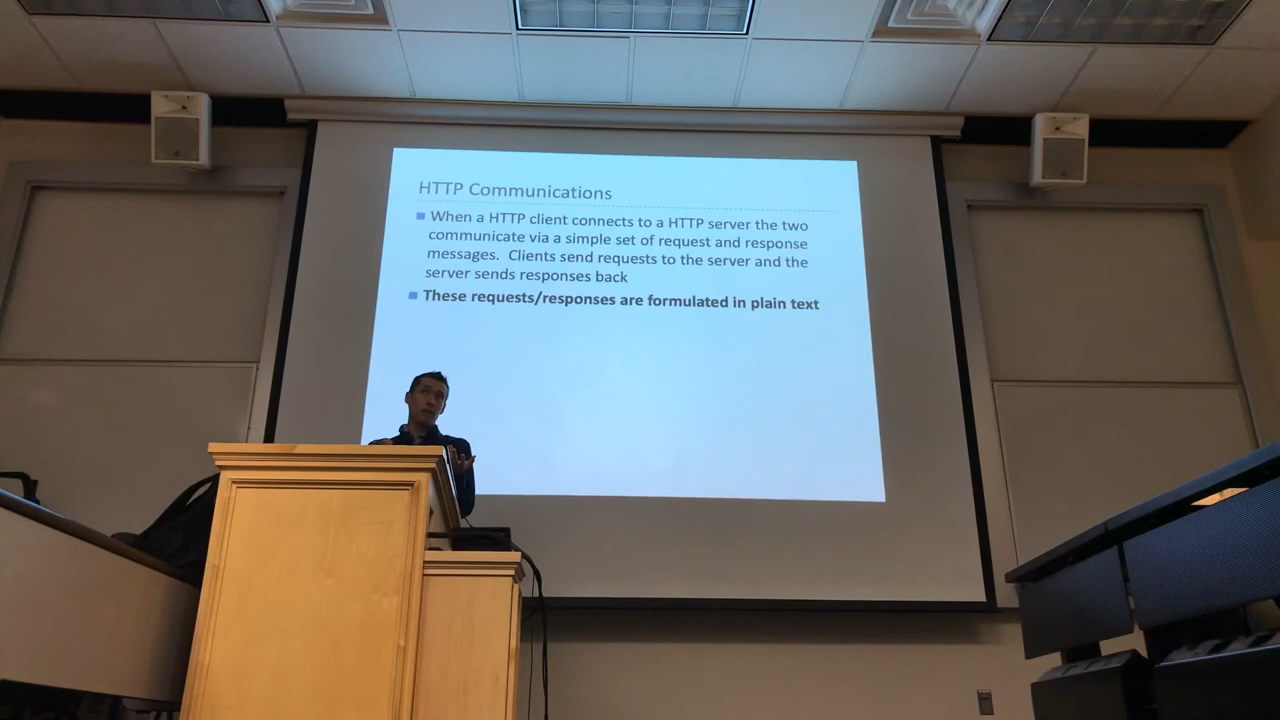 HTTP Communications
When a HTTP client connects to a HTTP server the two
communicate via a simple set of request and response
messages. Clients send requests to the server and the
server sends responses back
These requests/responses are formulated in plain text